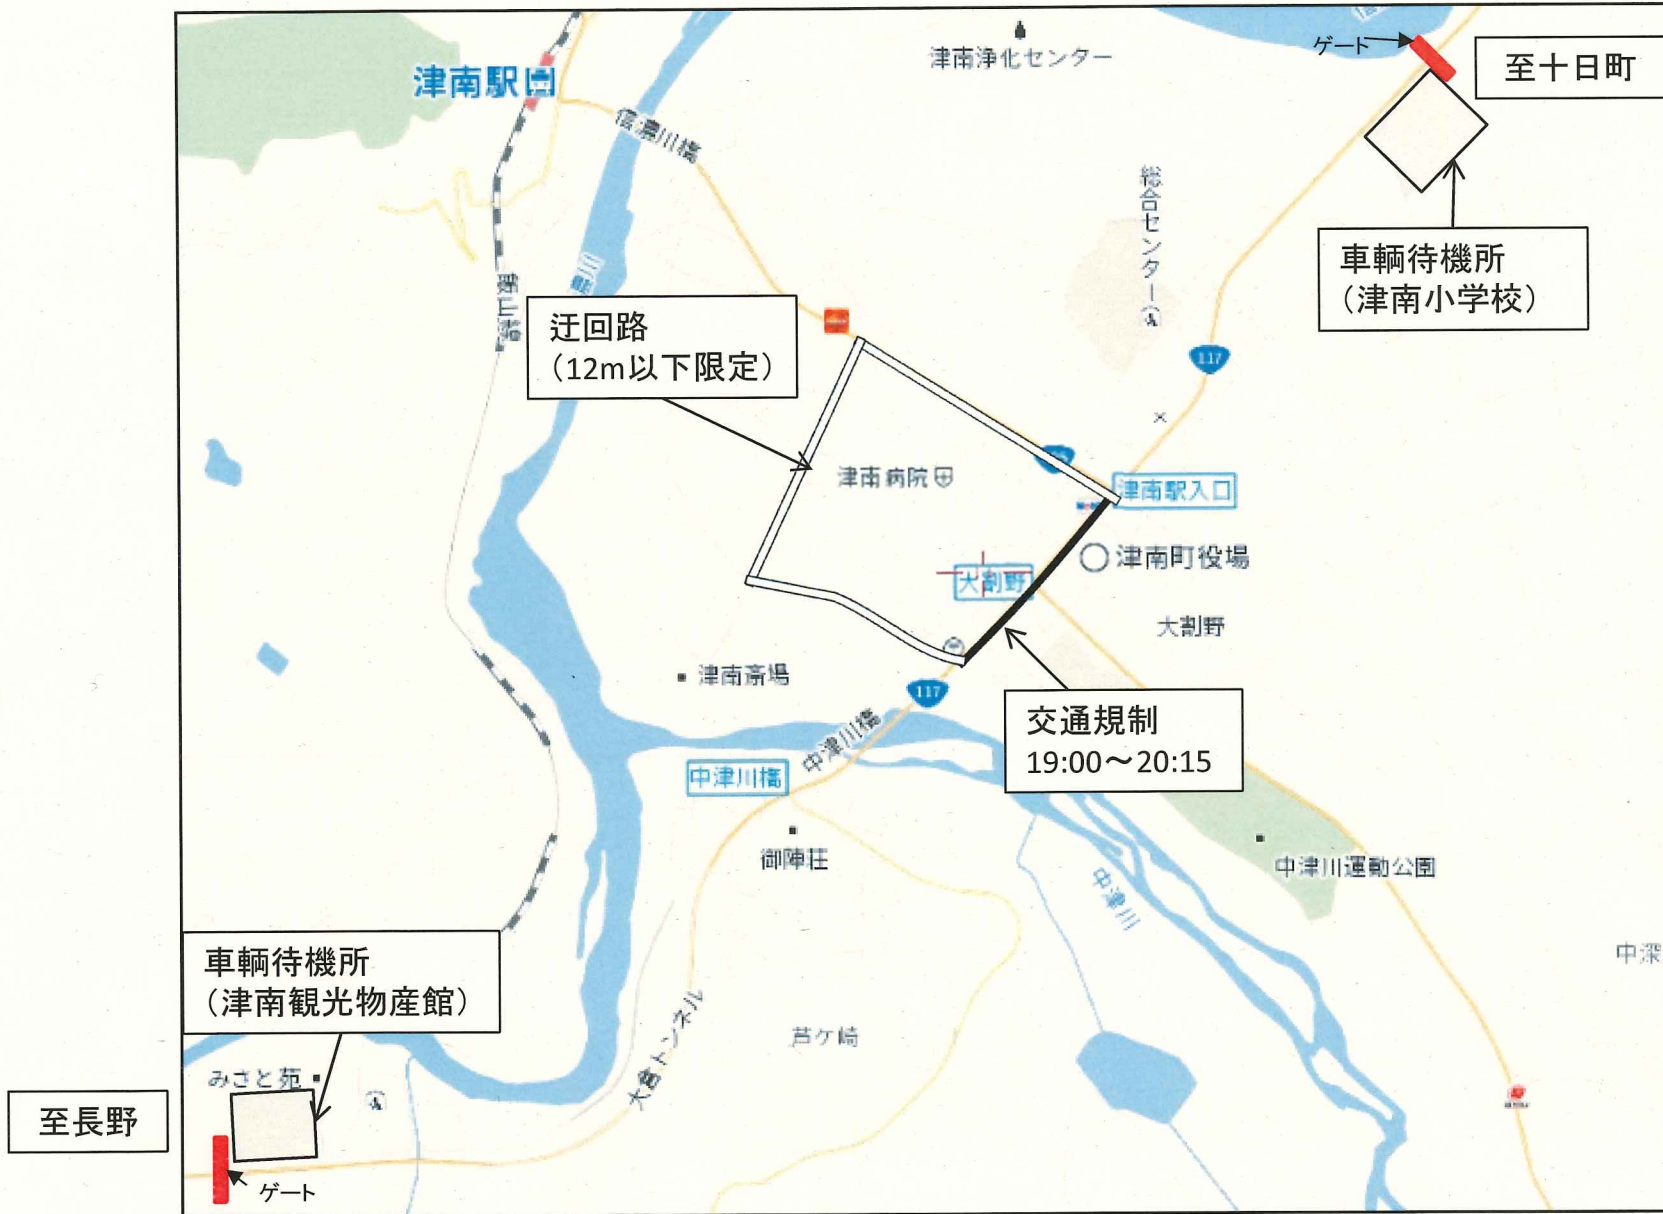 津南浄化センター
ゲート
至十日町
津南駅
信濃川橋
総合センター
車輌待機所
（津南小学校）
飯山線
迂回路
（12m以下限定）
117
津南病院
津南駅入口
津南町役場
大割野
大割野
津南斎場
117
交通規制
19:00～20:15
中津川橋
中津川橋
御陣荘
中津川運動公園
中津川
中深
車輌待機所
（津南観光物産館）
大倉トンネル
芦ケ崎
みさと苑
至長野
ゲート